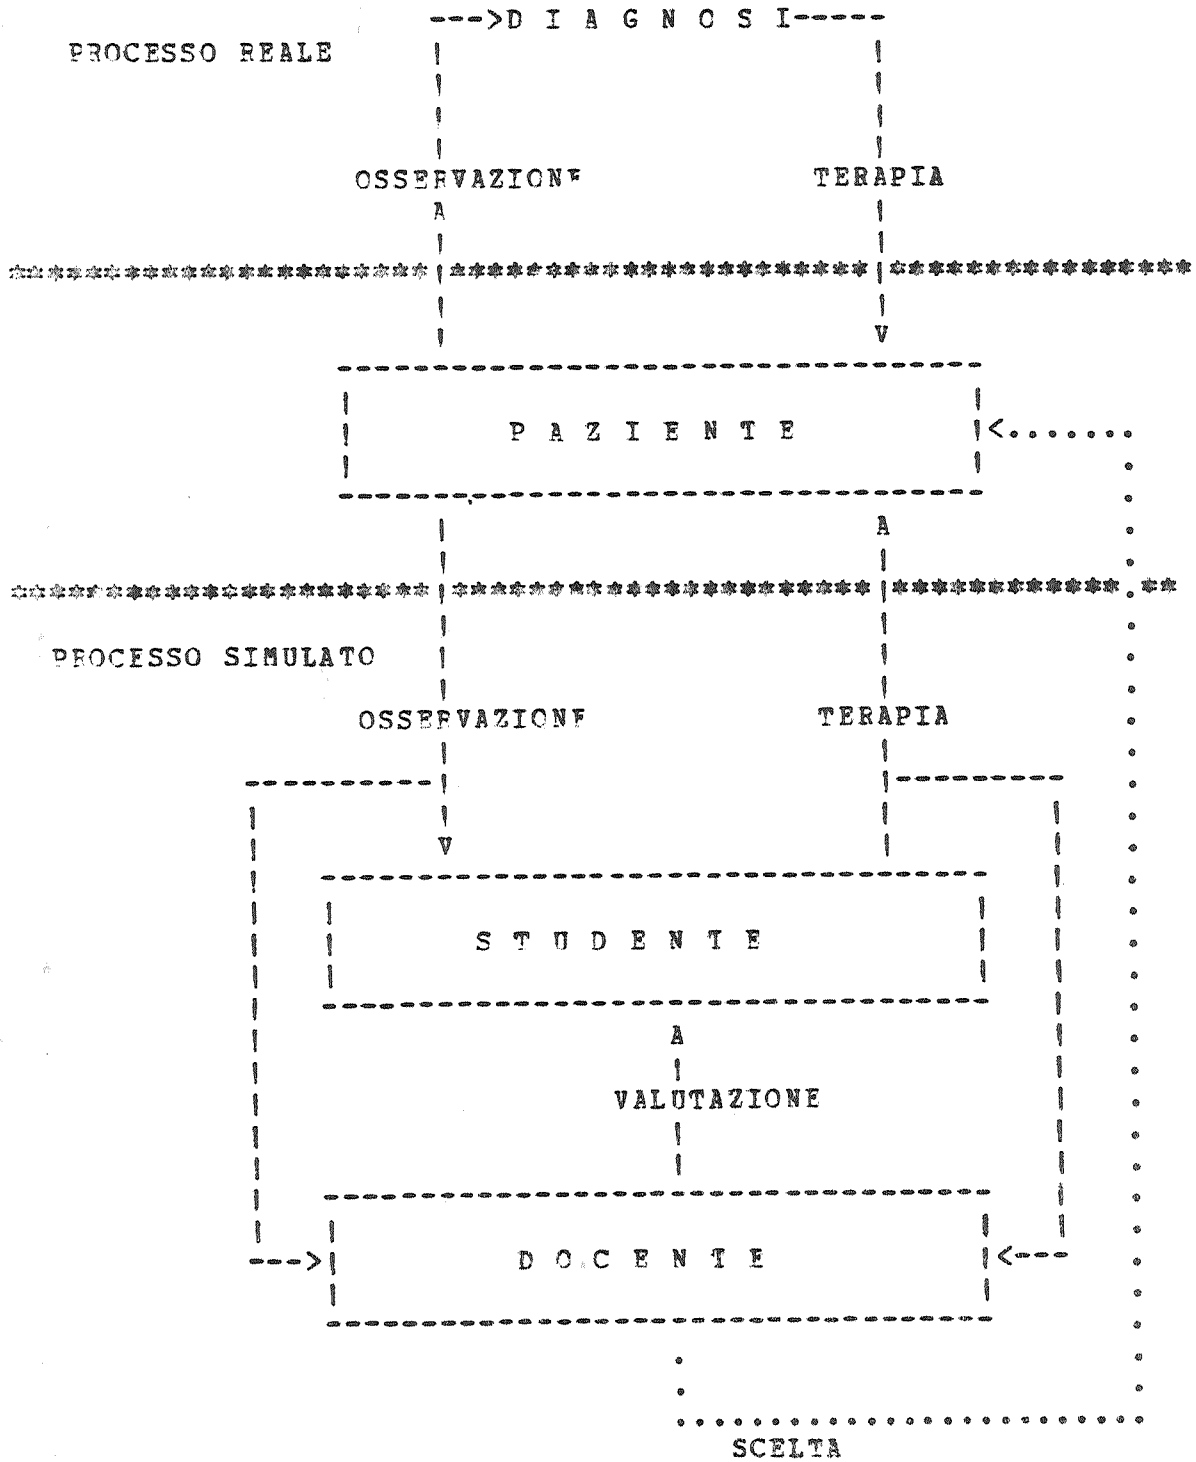 D I A G N O S I
PROCESSO REALE
OSSERVAZIONE TERAPIA
P A Z I E N T E
PROCESSO SIMULATO
OSSERVAZIONE TERAPIA
S T U D E N T E
VALUTAZIONE
D O C E N T E
SCELTA